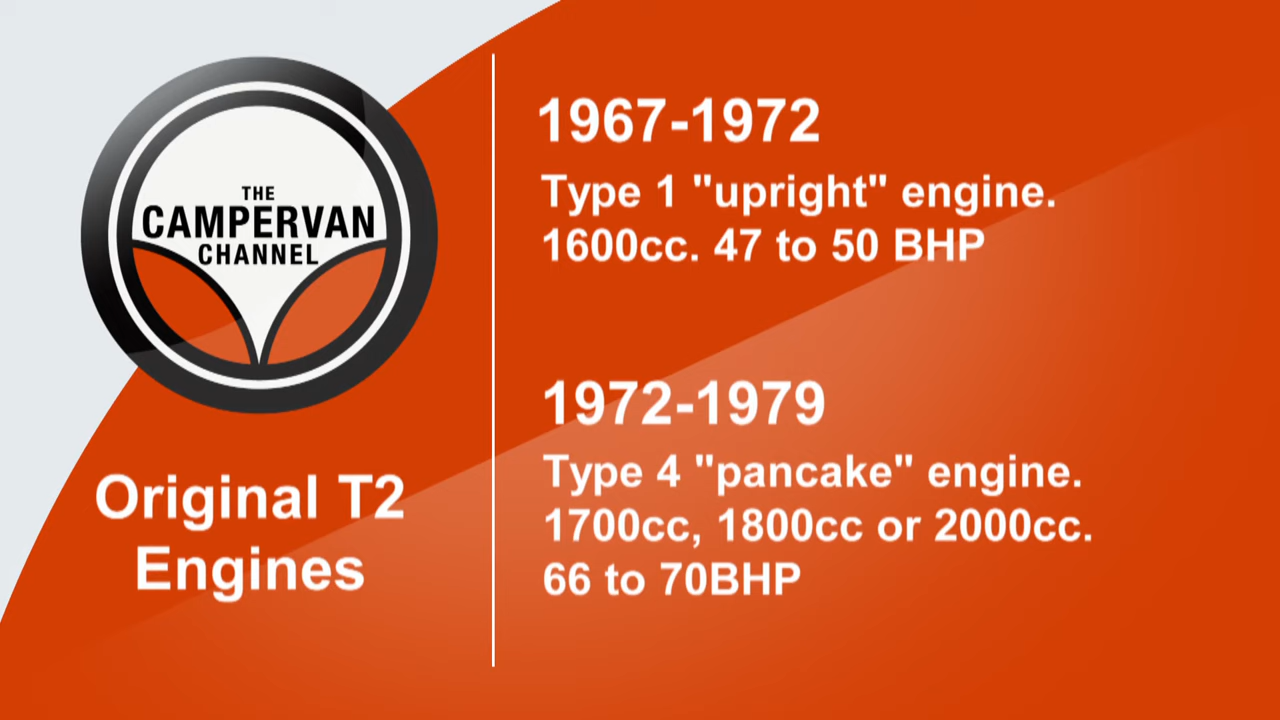 THE
CAMPERVAN
CHANNEL
Original T2
Engines
1967-1972
Type 1 "upright" engine.
1600cc. 47 to 50 BHP
1972-1979
Type 4 "pancake" engine.
1700cc, 1800cc or 2000cc.
66 to 70BHP